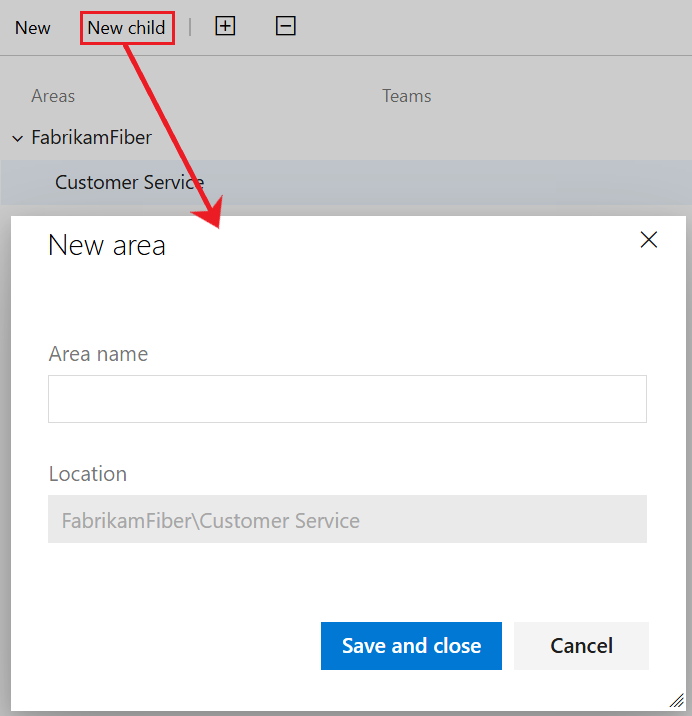 New New child
Areas Teams
FabrikamFiber
Customer Service
New area
Area name
Location
FabrikamFiber\Customer Service
Save and close Cancel